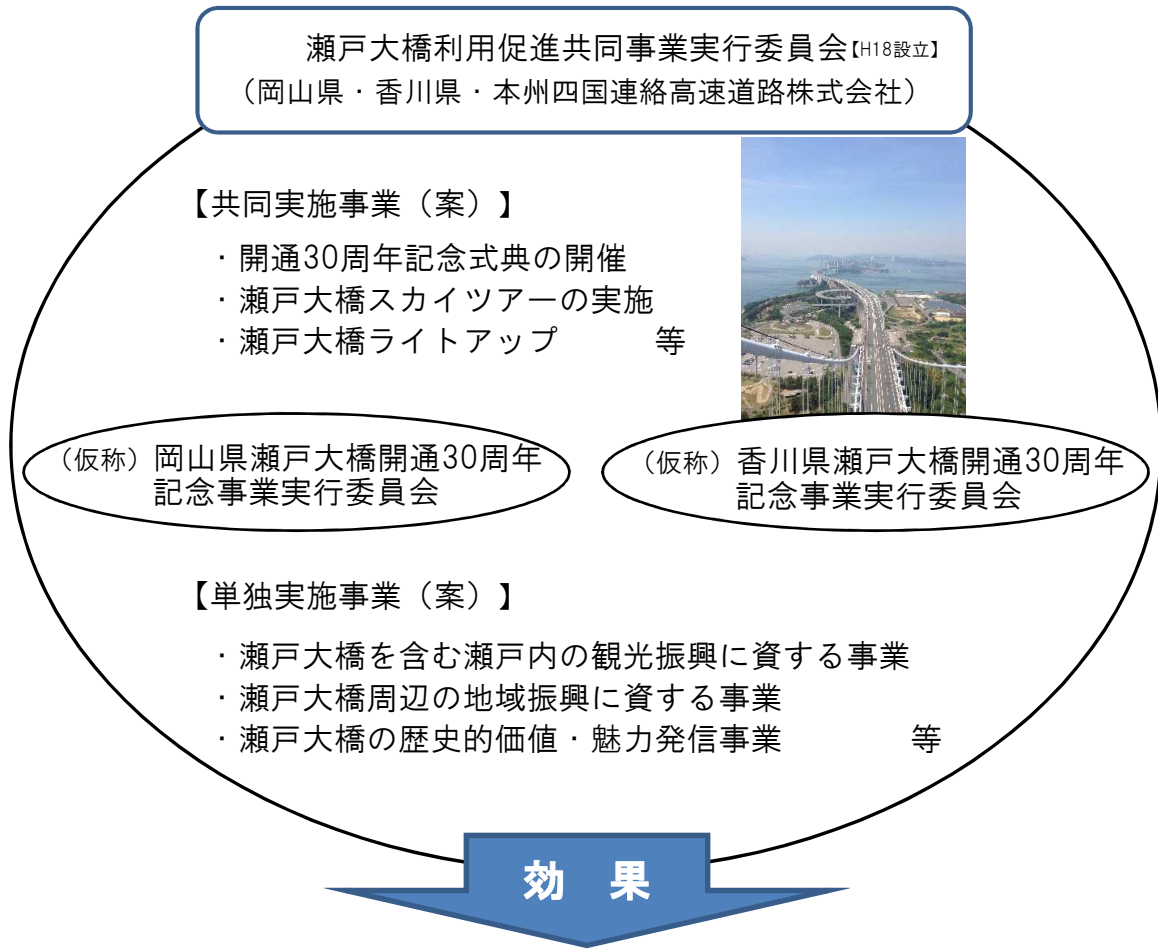 瀬戸大橋利用促進共同事業実行委員会【H18設立】
（岡山県・香川県・本州四国連絡高速道路株式会社）
【共同実施事業（案）】
・開通30周年記念式典の開催
・瀬戸大橋スカイツアーの実施
・瀬戸大橋ライトアップ　　　等
（仮称）岡山県瀬戸大橋開通30周年
記念事業実行委員会
（仮称）香川県瀬戸大橋開通30周年
記念事業実行委員会
【単独実施事業（案）】
・瀬戸大橋を含む瀬戸内の観光振興に資する事業
・瀬戸大橋周辺の地域振興に資する事業
・瀬戸大橋の歴史的価値・魅力発信事業　　　　等
効　果